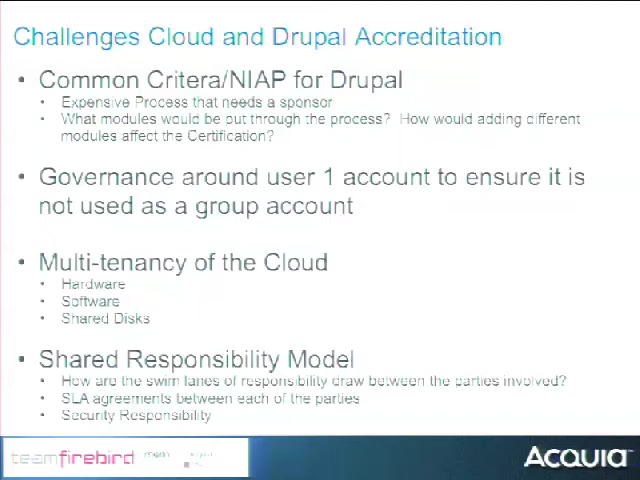 Challenges Cloud and Drupal Accreditation
• Common Critera/NIAP for Drupal
• Expensive Process that needs a sponsor
• What modules would be put through the process? How would adding different
modules affect the Certification?
• Governance around user 1 account to ensure it is
not used as a group account
• Multi-tenancy of the Cloud
• Hardware
• Software
• Shared Disks
• Shared Responsibility Model
• How are the swim lanes of responsibility draw between the parties involved?
• SLA agreements between each of the parties
• Security Responsibility
teamfirebird
ACQUIA